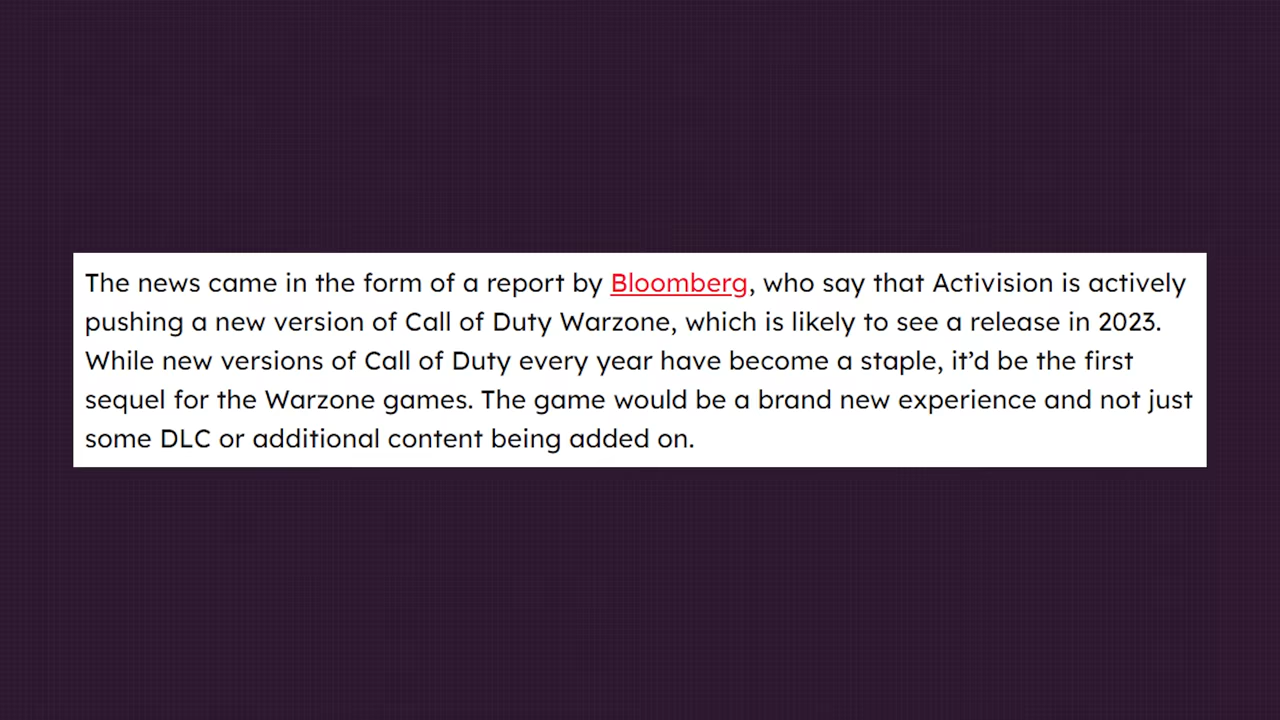 The news came in the form of a report by Bloomberg, who say that Activision is actively
pushing a new version of Call of Duty Warzone, which is likely to see a release in 2023.
While new versions of Call of Duty every year have become a staple, it’d be the first
sequel for the Warzone games. The game would be a brand new experience and not just
some DLC or additional content being added on.